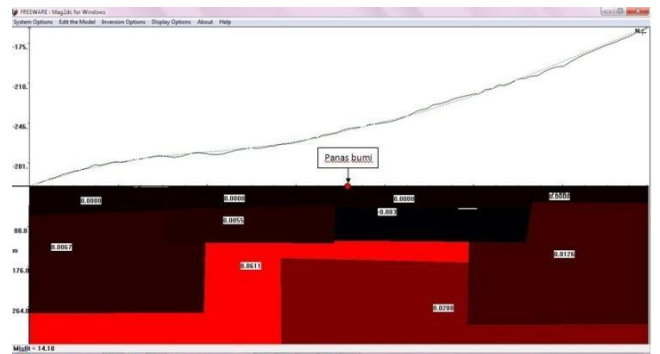 FREEWARE : Mag2dc for Windows
System Options Edit the Model Inversion Options Display Options About Help
-175.
-210.
-246.
-281.
Panas bumi
0.0000 0.0000 0.0000 0.0000
0.0055 -0.003
88.0
0.0067
m
0.0126
176.0
0.0611
264.0
0.0288
Misfit = 14.18